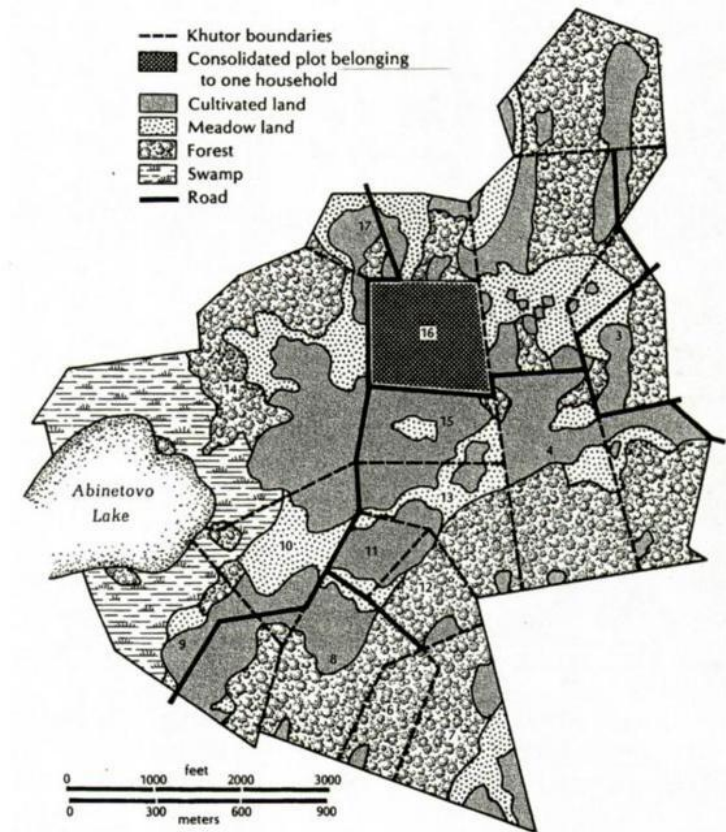 Khutor boundaries
Consolidated plot belonging
to one household
Cultivated land
Meadow land
Forest
Swamp
Road
17
16
3
14
15
4
Abinetovo
Lake
13
10
11
12
9
8
7
0 1000 2000 3000
feet
0 300 600 900
meters